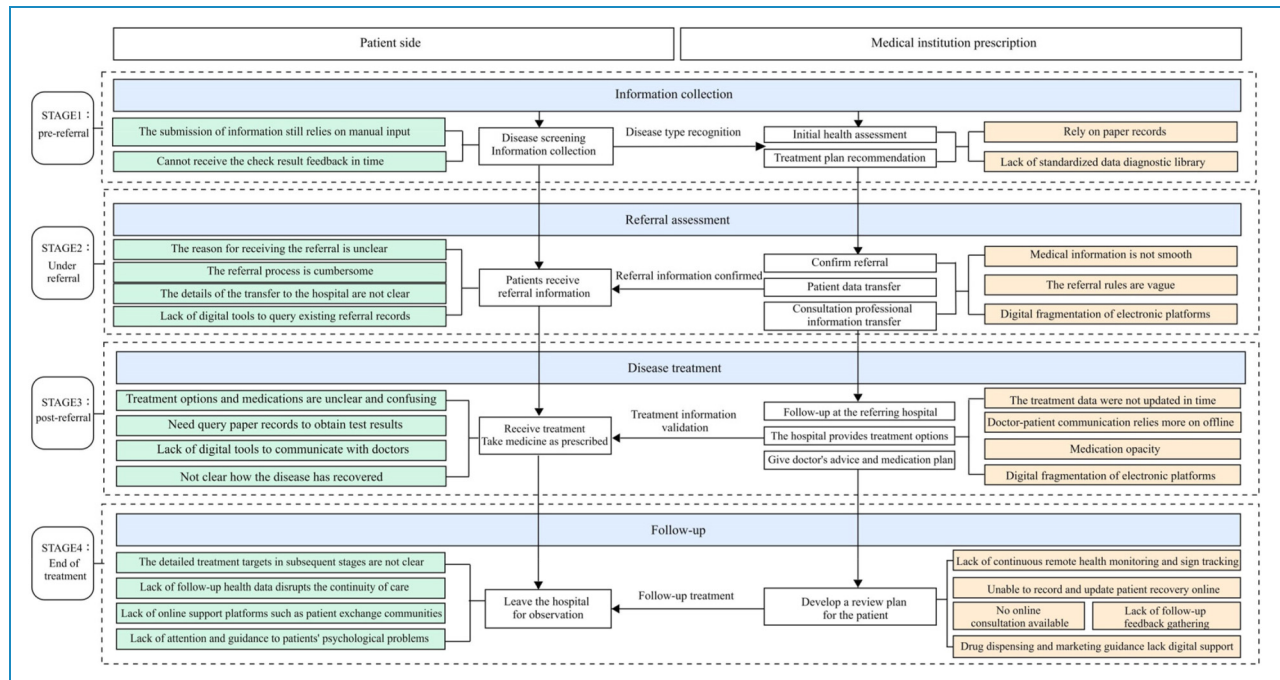 Patient side
Medical institution prescription
STAGE1：
pre-referral
Information collection
The submission of information still relies on manual input
Cannot receive the check result feedback in time
Disease screening
Information collection
Disease type recognition
Initial health assessment
Treatment plan recommendation
Rely on paper records
Lack of standardized data diagnostic library
STAGE2：
Under
referral
Referral assessment
The reason for receiving the referral is unclear
The referral process is cumbersome
The details of the transfer to the hospital are not clear
Lack of digital tools to query existing referral records
Patients receive
referral information
Referral information confirmed
Confirm referral
Patient data transfer
Consultation professional
information transfer
Medical information is not smooth
The referral rules are vague
Digital fragmentation of electronic platforms
STAGE3：
post-referral
Disease treatment
Treatment options and medications are unclear and confusing
Need query paper records to obtain test results
Lack of digital tools to communicate with doctors
Not clear how the disease has recovered
Receive treatment
Take medicine as prescribed
Treatment information
validation
Follow-up at the referring hospital
The hospital provides treatment options
Give doctor's advice and medication plan
The treatment data were not updated in time
Doctor-patient communication relies more on offline
Medication opacity
Digital fragmentation of electronic platforms
STAGE4：
End of
treatment
Follow-up
The detailed treatment targets in subsequent stages are not clear
Lack of follow-up health data disrupts the continuity of care
Lack of online support platforms such as patient exchange communities
Lack of attention and guidance to patients' psychological problems
Leave the hospital
for observation
Follow-up treatment
Develop a review plan
for the patient
Lack of continuous remote health monitoring and sign tracking
Unable to record and update patient recovery online
No online
consultation available
Lack of follow-up
feedback gathering
Drug dispensing and marketing guidance lack digital support